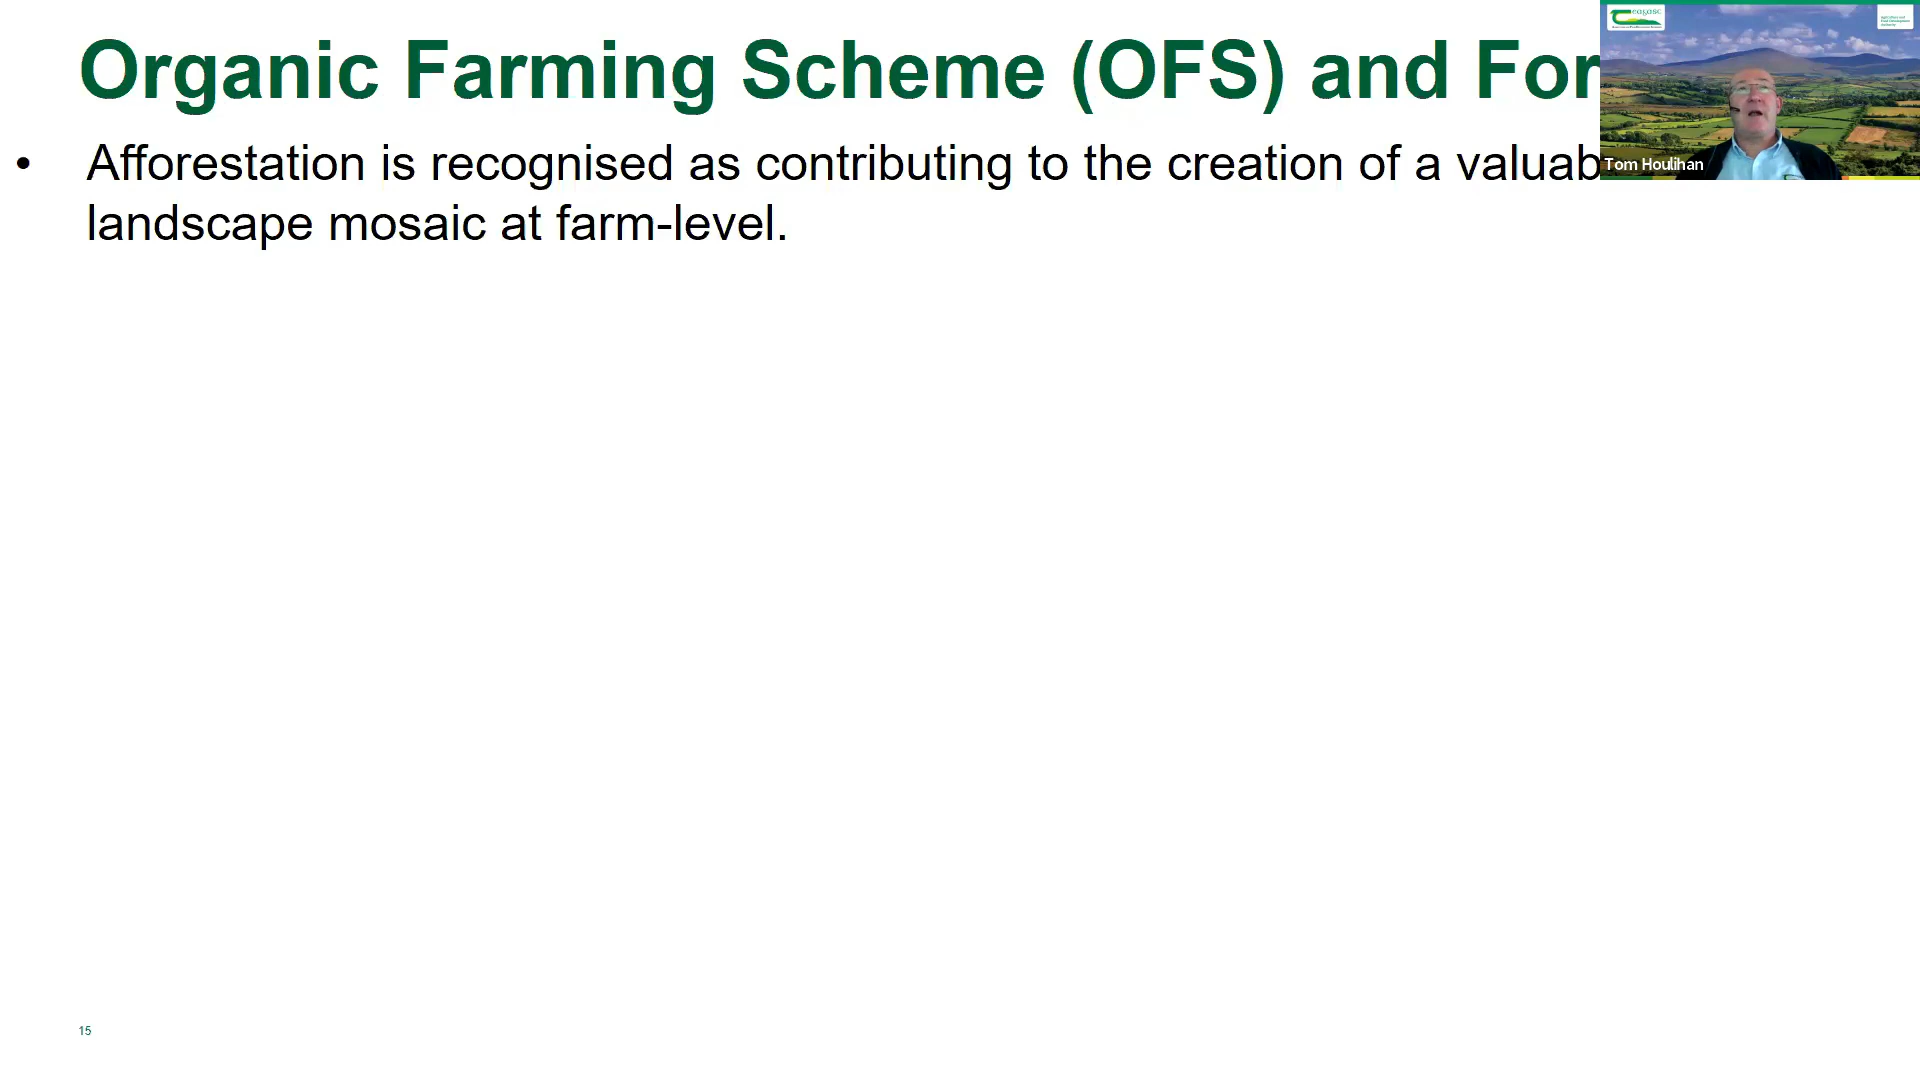 Organic Farming Scheme (OFS) and For
• Afforestation is recognised as contributing to the creation of a valuab
landscape mosaic at farm-level.
Teagasc
Tom Houlihan
15